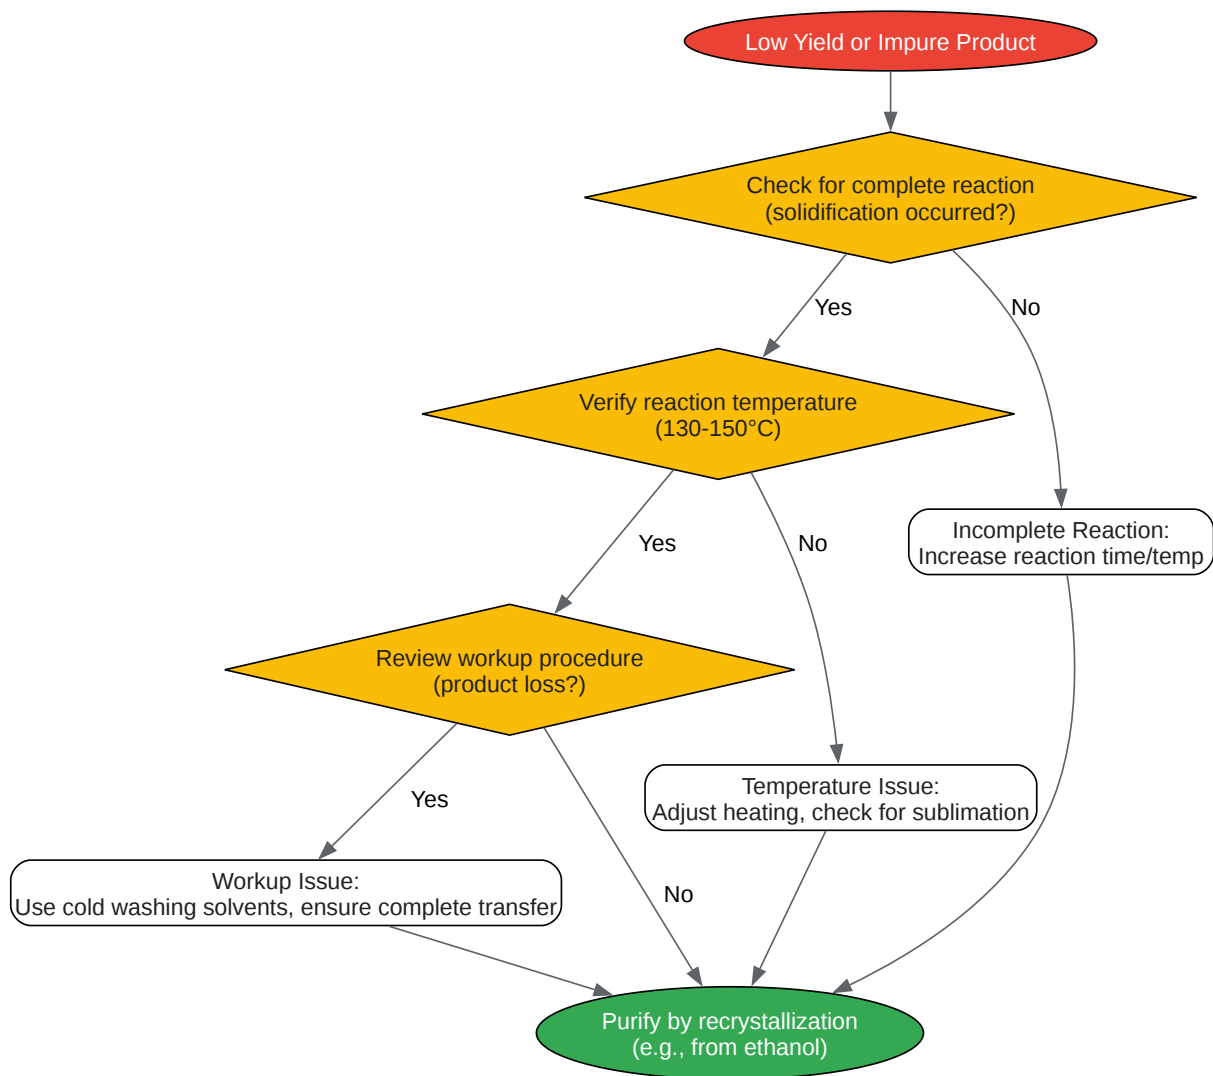 Low Yield or Impure Product
Check for complete reaction
(solidification occurred?)
Yes
No
Verify reaction temperature
(130-150°C)
Yes
No
Incomplete Reaction:
Increase reaction time/temp
Review workup procedure
(product loss?)
Yes
No
Temperature Issue:
Adjust heating, check for sublimation
Workup Issue:
Use cold washing solvents, ensure complete transfer
Purify by recrystallization
(e.g., from ethanol)